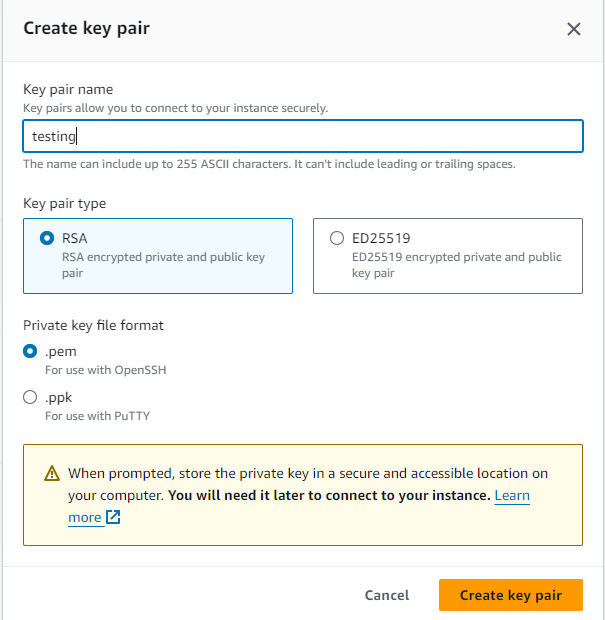 Create key pair
Key pair name
Key pairs allow you to connect to your instance securely.
testing
The name can include up to 255 ASCII characters. It can't include leading or trailing spaces.
Key pair type
RSA
RSA encrypted private and public key
pair
ED25519
ED25519 encrypted private and public
key pair
Private key file format
.pem
For use with OpenSSH
.ppk
For use with PuTTY
When prompted, store the private key in a secure and accessible location on
your computer. You will need it later to connect to your instance. Learn
more
Cancel
Create key pair